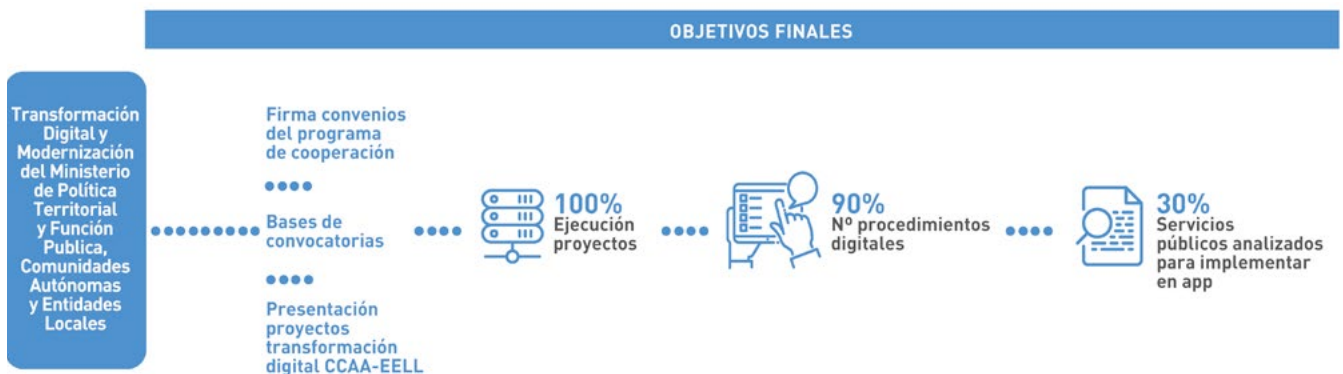 OBJETIVOS FINALES
Transformación
Digital y
Modernización
del Ministerio
de Política
Territorial
y Función
Publica,
Comunidades
Autónomas
y Entidades
Locales
Firma convenios
del programa
de cooperación
Bases de
convocatorias
Presentación
proyectos
transformación
digital CCAA-EELL
100%
Ejecución
proyectos
90%
Nº procedimientos
digitales
30%
Servicios
públicos analizados
para implementar
en app